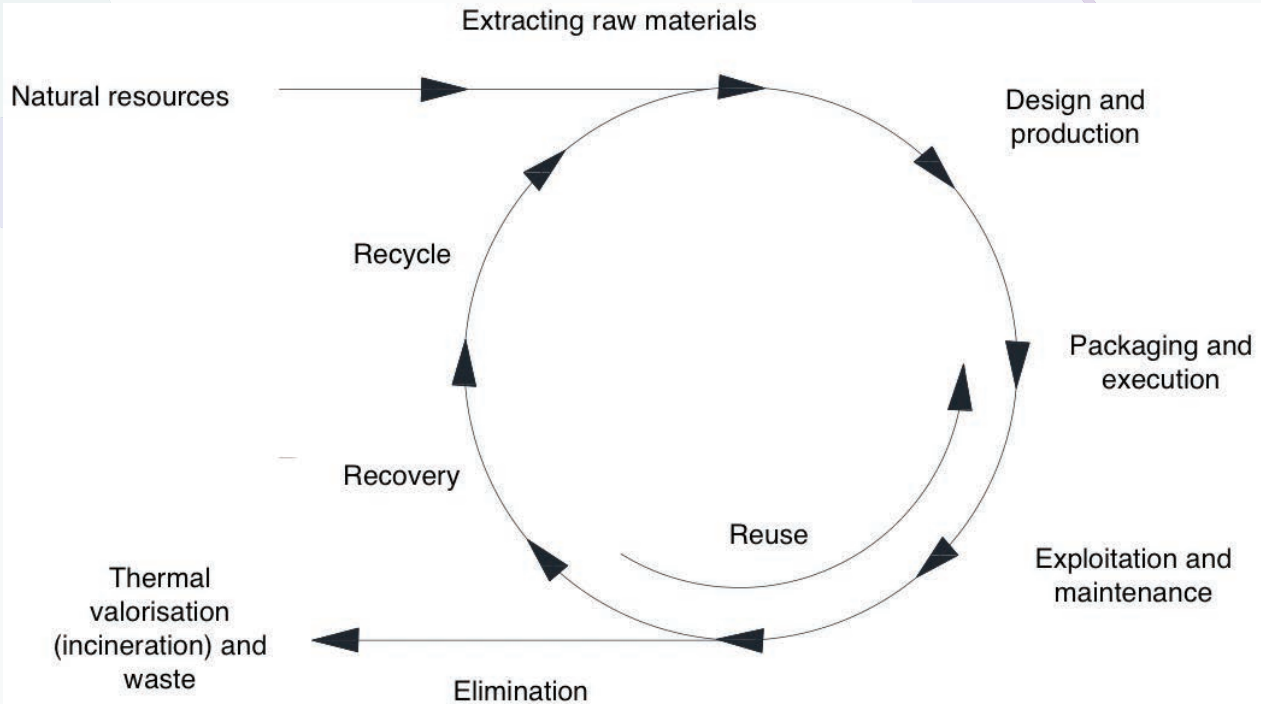 Extracting raw materials
Natural resources
Design and
production
Recycle
Packaging and
execution
Recovery
Reuse
Exploitation and
maintenance
Thermal
valorisation
(incineration) and
waste
Elimination